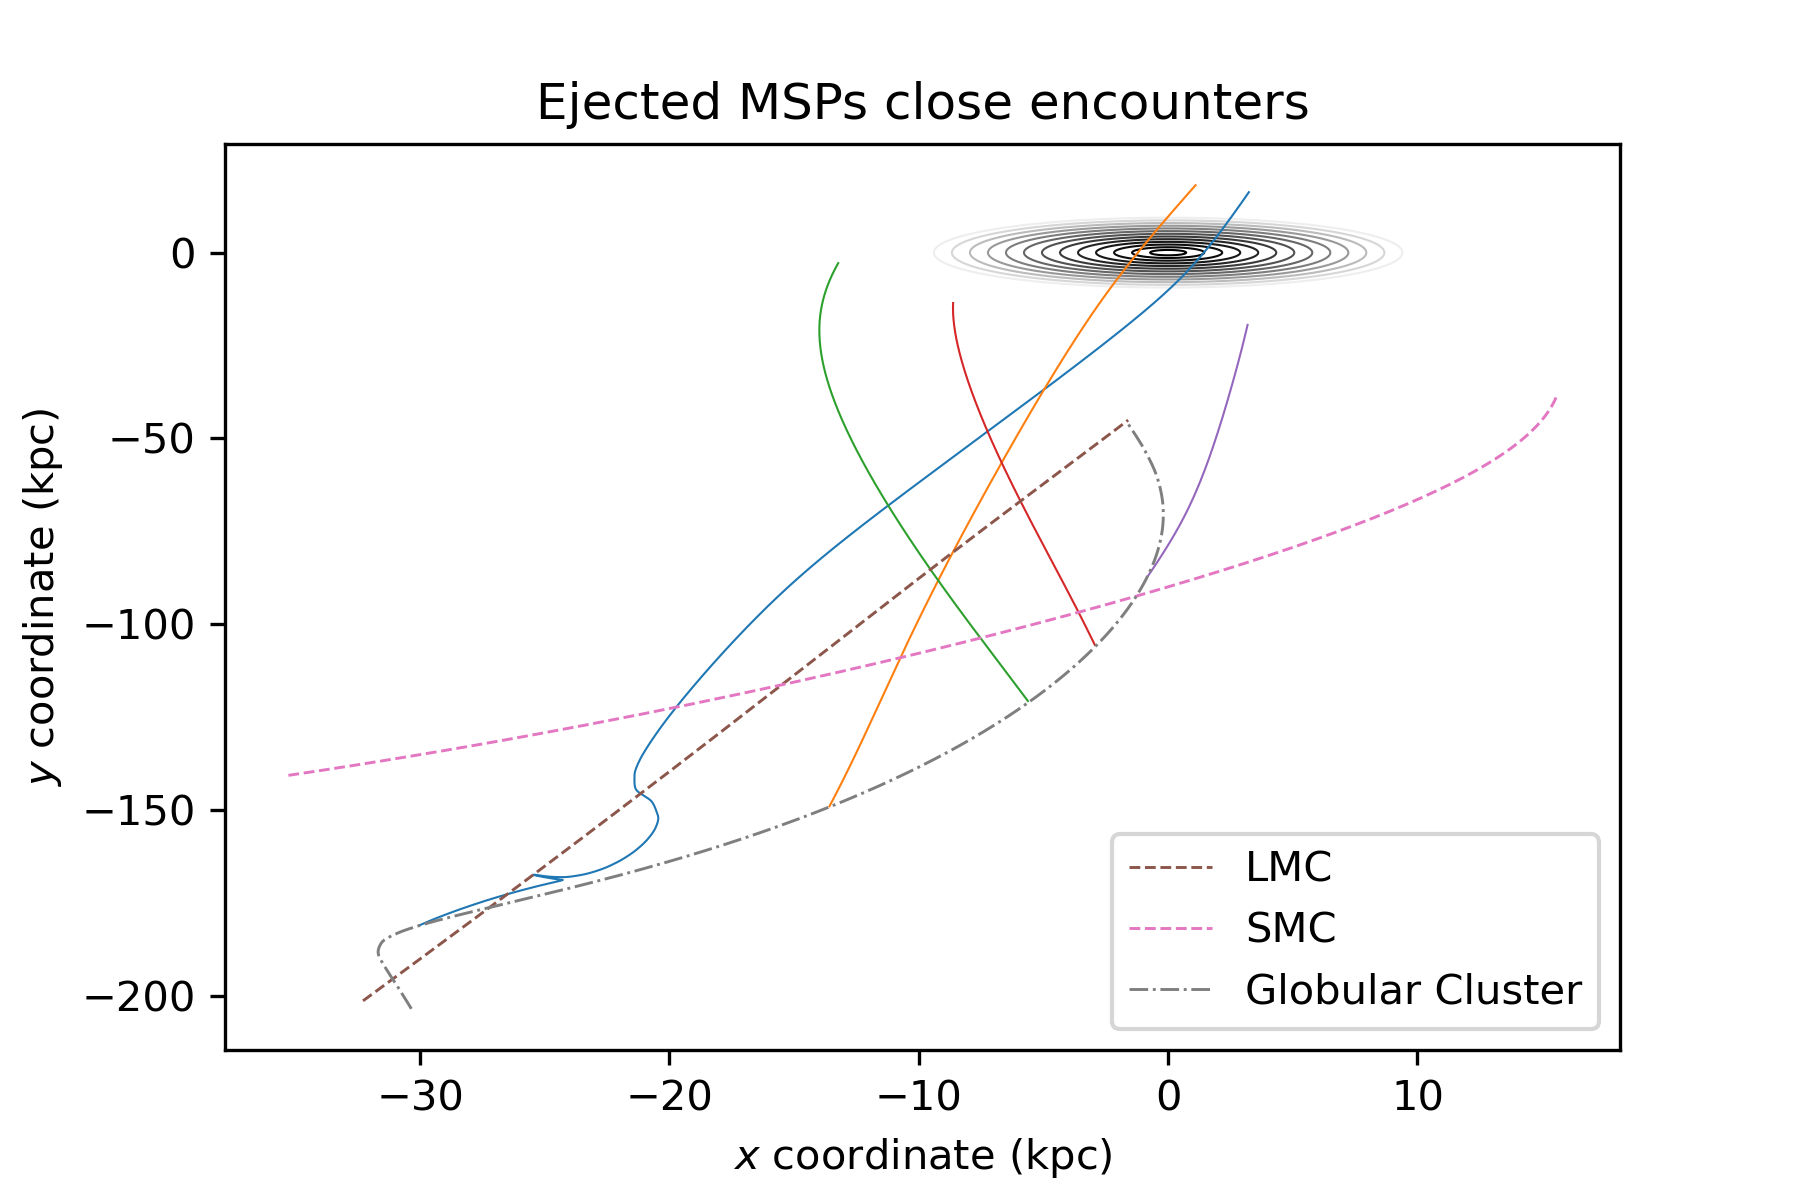 Ejected MSPs close encounters
0
−50
−100
−150
−200
y coordinate (kpc)
LMC
SMC
Globular Cluster
−30 −20 −10 0 10
x coordinate (kpc)